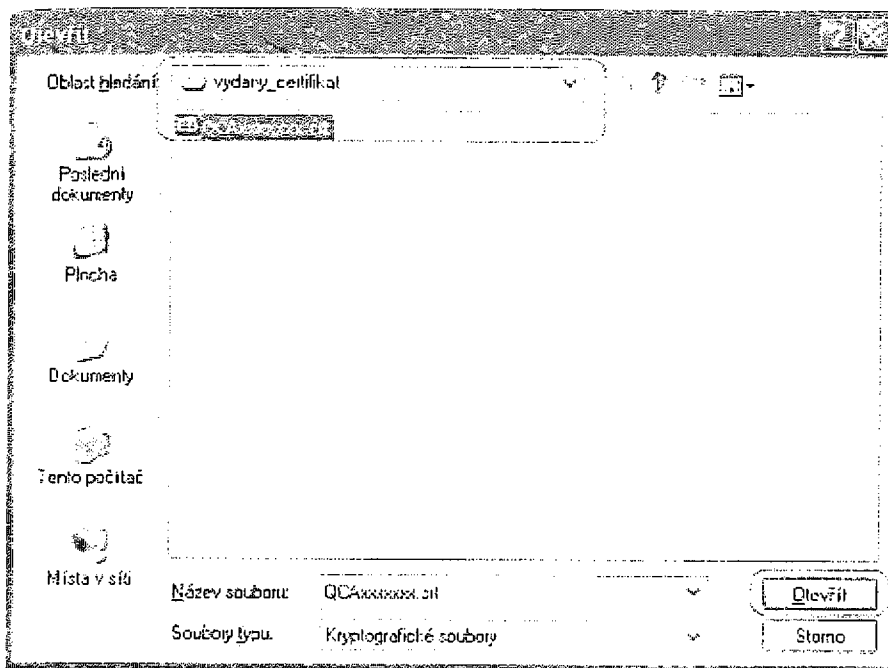 Otevřít
Oblast hledání:
vydany_certifikat
Poslední
dokumenty
Plocha
Dokumenty
Tento počítač
Místa v síti
Název souboru:
QCAxxxxxxx.crt
Otevřít
Soubory typu:
Kryptografické soubory
Storno